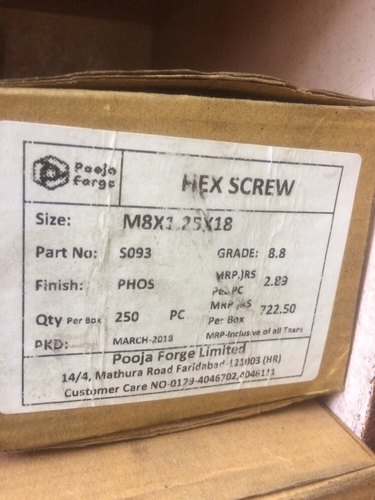 Pooja
Forge
HEX SCREW
Size: M8X1.25X18
Part No: S093 GRADE: 8.8
Finish: PHOS MRP.)RS 2.89
Per PC
Qty Per Box 250 PC MRP.)RS 722.50
Per Box
PKD: MARCH-2018 MRP-Inclusive of all Taxes
Pooja Forge Limited
14/4, Mathura Road Faridabad-121003 (HR)
Customer Care NO-0129-4046702,4046111